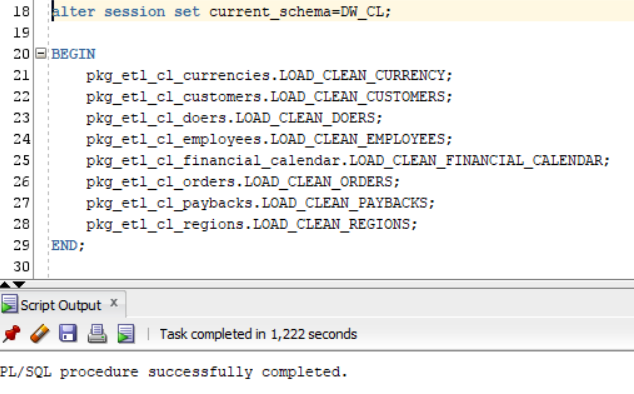 18 alter session set current_schema=DW_CL;
19
20 BEGIN
21 pkg_etl_cl_currencies.LOAD_CLEAN_CURRENCY;
22 pkg_etl_cl_customers.LOAD_CLEAN_CUSTOMERS;
23 pkg_etl_cl_doers.LOAD_CLEAN_DOERS;
24 pkg_etl_cl_employees.LOAD_CLEAN_EMPLOYEES;
25 pkg_etl_cl_financial_calendar.LOAD_CLEAN_FINANCIAL_CALENDAR;
26 pkg_etl_cl_orders.LOAD_CLEAN_ORDERS;
27 pkg_etl_cl_paybacks.LOAD_CLEAN_PAYBACKS;
28 pkg_etl_cl_regions.LOAD_CLEAN_REGIONS;
29 END;
30
Script Output x
Task completed in 1,222 seconds
PL/SQL procedure successfully completed.